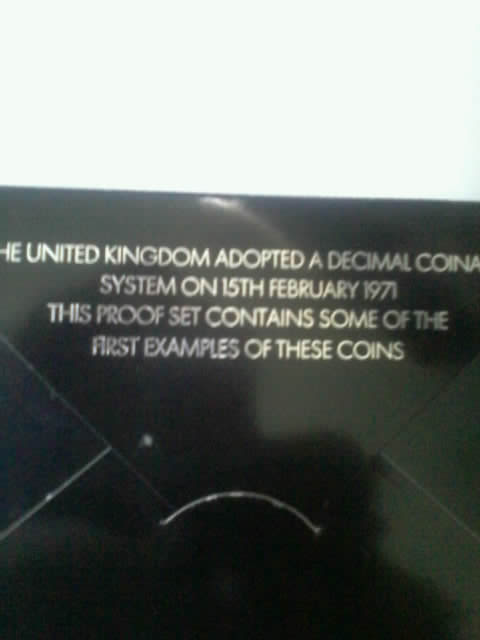 HE UNITED KINGDOM ADOPTED A DECIMAL COINA
SYSTEM ON 15TH FEBRUARY 1971
THIS PROOF SET CONTAINS SOME OF THE
FIRST EXAMPLES OF THESE COINS